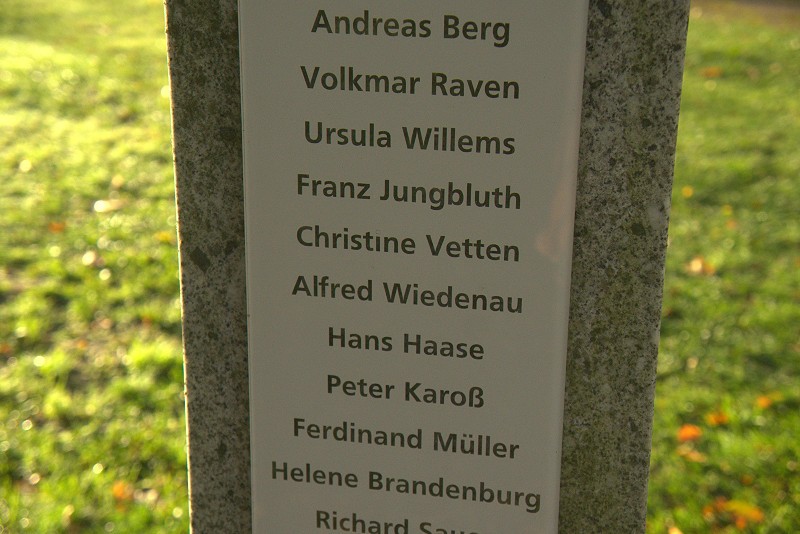 Andreas Berg
Volkmar Raven
Ursula Willems
Franz Jungbluth
Christine Vetten
Alfred Wiedenau
Hans Haase
Peter Karoß
Ferdinand Müller
Helene Brandenburg
Richard